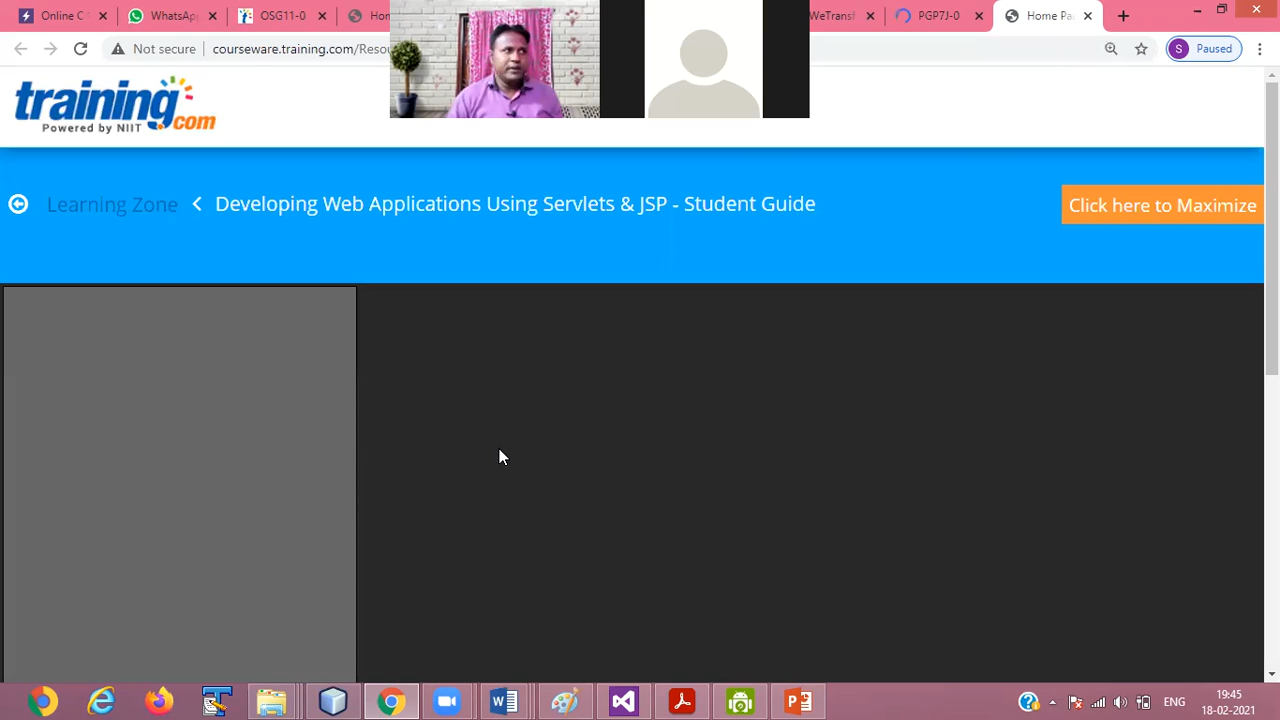 Online C
WhatsApp
OSG11-0
Hon
WeTransf
PGP7J-0
Home Pa
Not secure
courseware.training.com/Resou
S
Paused
training.com
Powered by NIIT
Learning Zone
Developing Web Applications Using Servlets & JSP - Student Guide
Click here to Maximize
ENG
19:45
18-02-2021